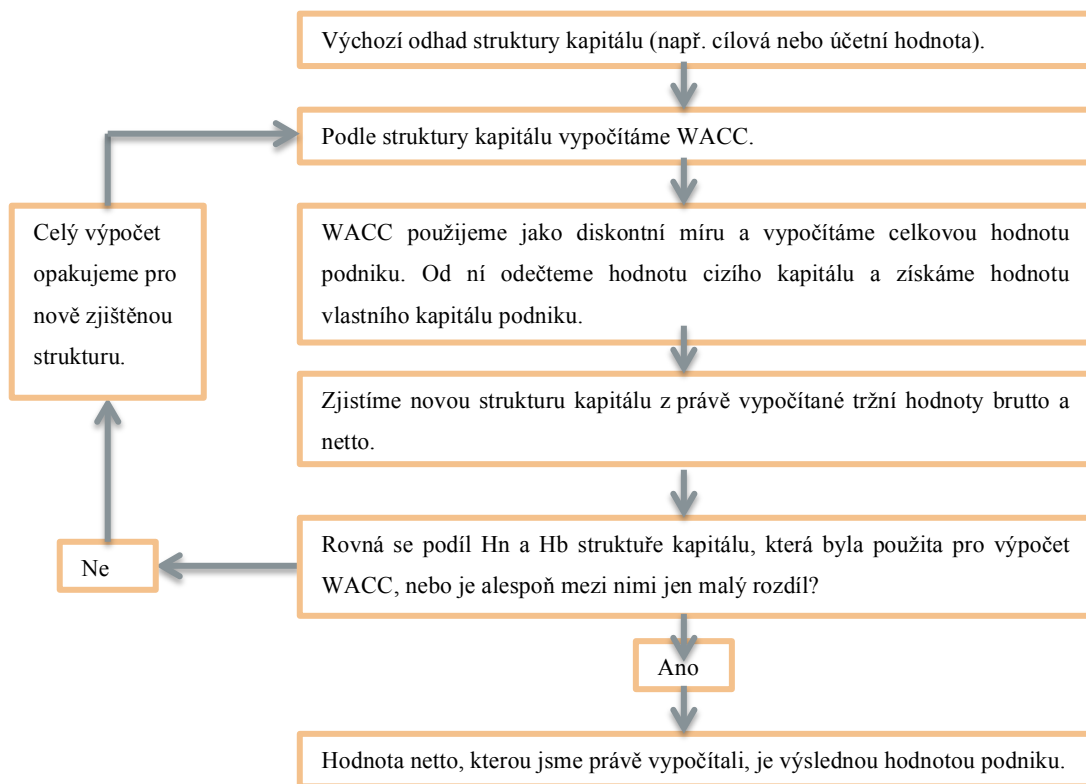 Výchozí odhad struktury kapitálu (např. cílová nebo účetní hodnota).
Podle struktury kapitálu vypočítáme WACC.
WACC použijeme jako diskontní míru a vypočítáme celkovou hodnotu
podniku. Od ní odečteme hodnotu cizího kapitálu a získáme hodnotu
vlastního kapitálu podniku.
Zjistíme novou strukturu kapitálu z právě vypočítané tržní hodnoty brutto a
netto.
Rovná se podíl Hn a Hb struktuře kapitálu, která byla použita pro výpočet
WACC, nebo je alespoň mezi nimi jen malý rozdíl?
Ne
Celý výpočet
opakujeme pro
nově zjištěnou
strukturu.
Ano
Hodnota netto, kterou jsme právě vypočítali, je výslednou hodnotou podniku.